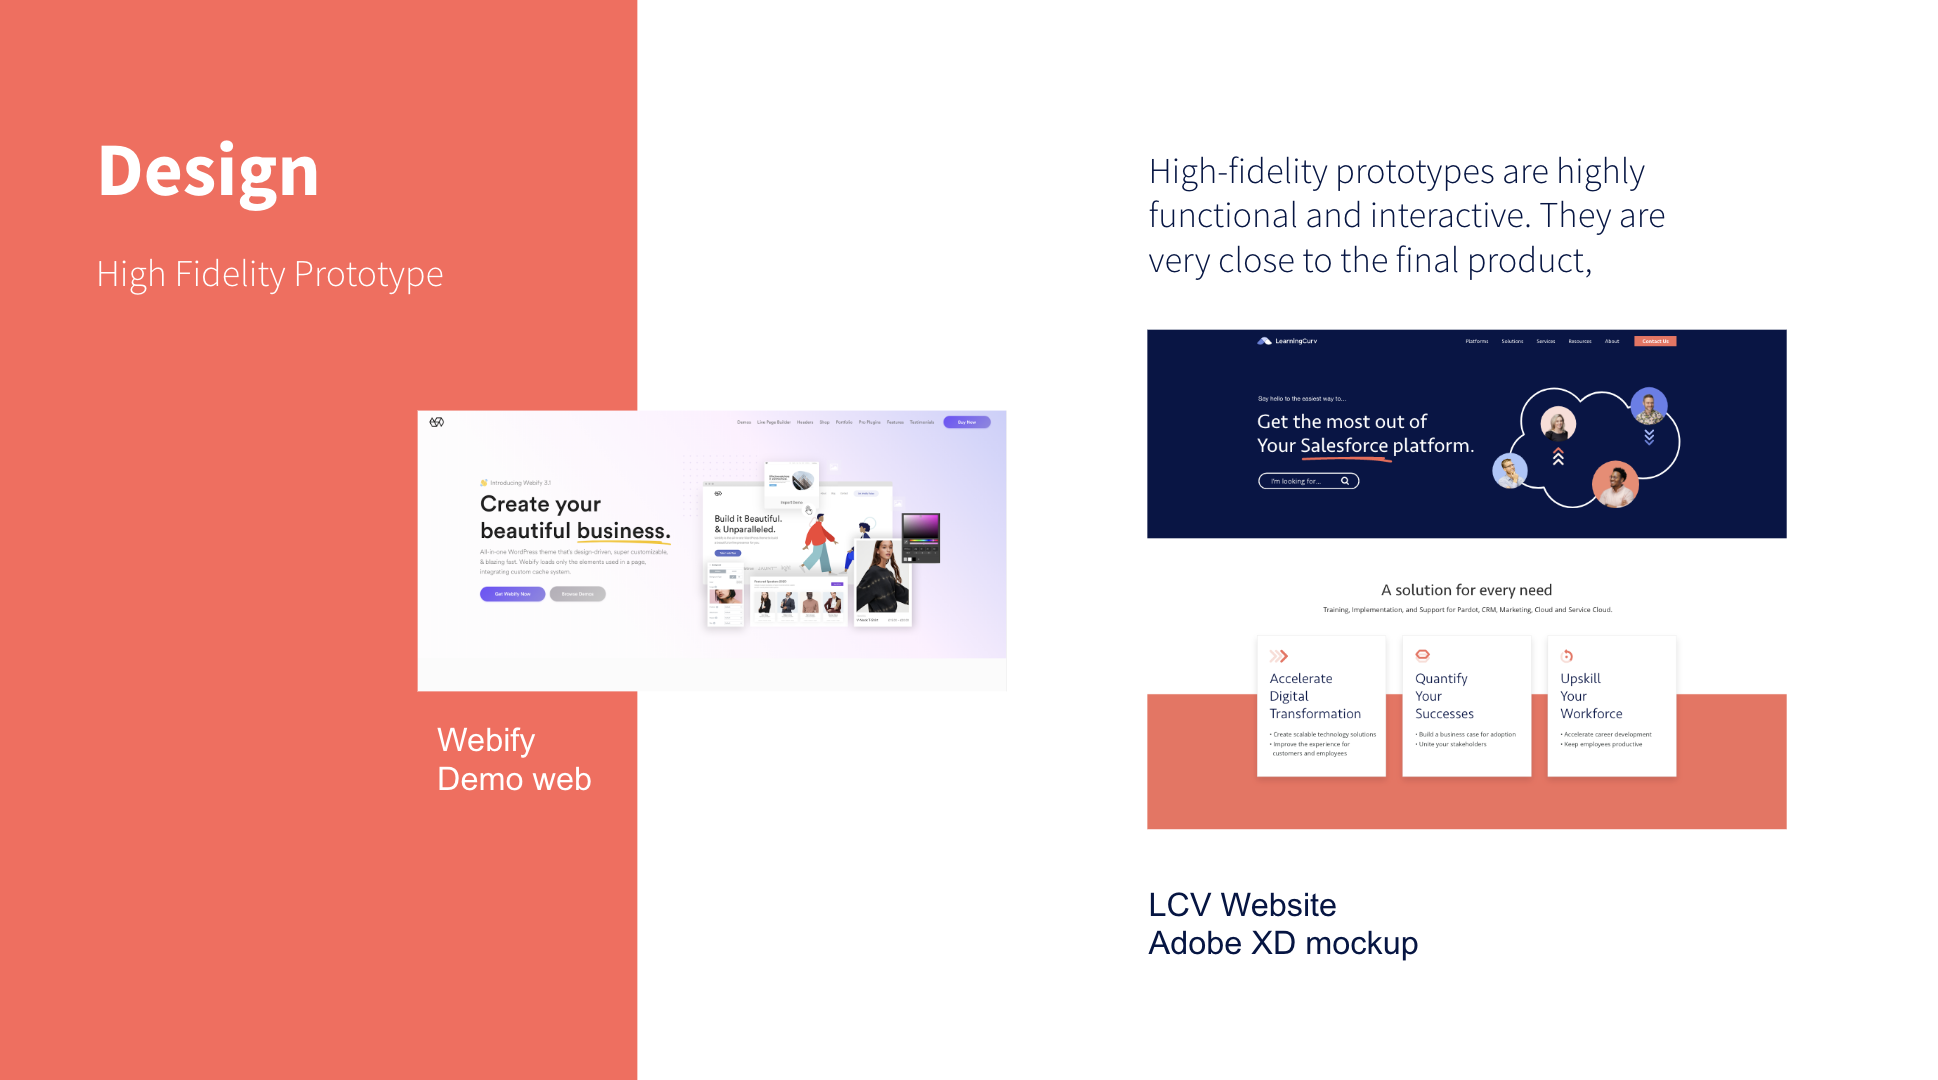 Design
High Fidelity Prototype
Demos Live Page Builder Headers Shop Portfolio Pro Plugins Features Testimonials Buy Now
Introducing Webify 3.1
Create your
beautiful business.
All-in-one WordPress theme that's design-driven, super customizable,
& blazing fast. Webify loads only the elements used in a page,
integrating custom cache system.
Get Webify Now Browse Demos
Import Demo
Build it Beautiful.
& Unparalleled.
Webify
Demo web
High-fidelity prototypes are highly
functional and interactive. They are
very close to the final product,
LearningCurv Platforms Solutions Services Resources About Contact Us
Say hello to the easiest way to...
Get the most out of
Your Salesforce platform.
I'm looking for...
A solution for every need
Training, Implementation, and Support for Pardot, CRM, Marketing, Cloud and Service Cloud.
Accelerate
Digital
Transformation
• Create scalable technology solutions
• Improve the experience for
customers and employees
Quantify
Your
Successes
• Build a business case for adoption
• Unite your stakeholders
Upskill
Your
Workforce
• Accelerate career development
• Keep employees productive
LCV Website
Adobe XD mockup